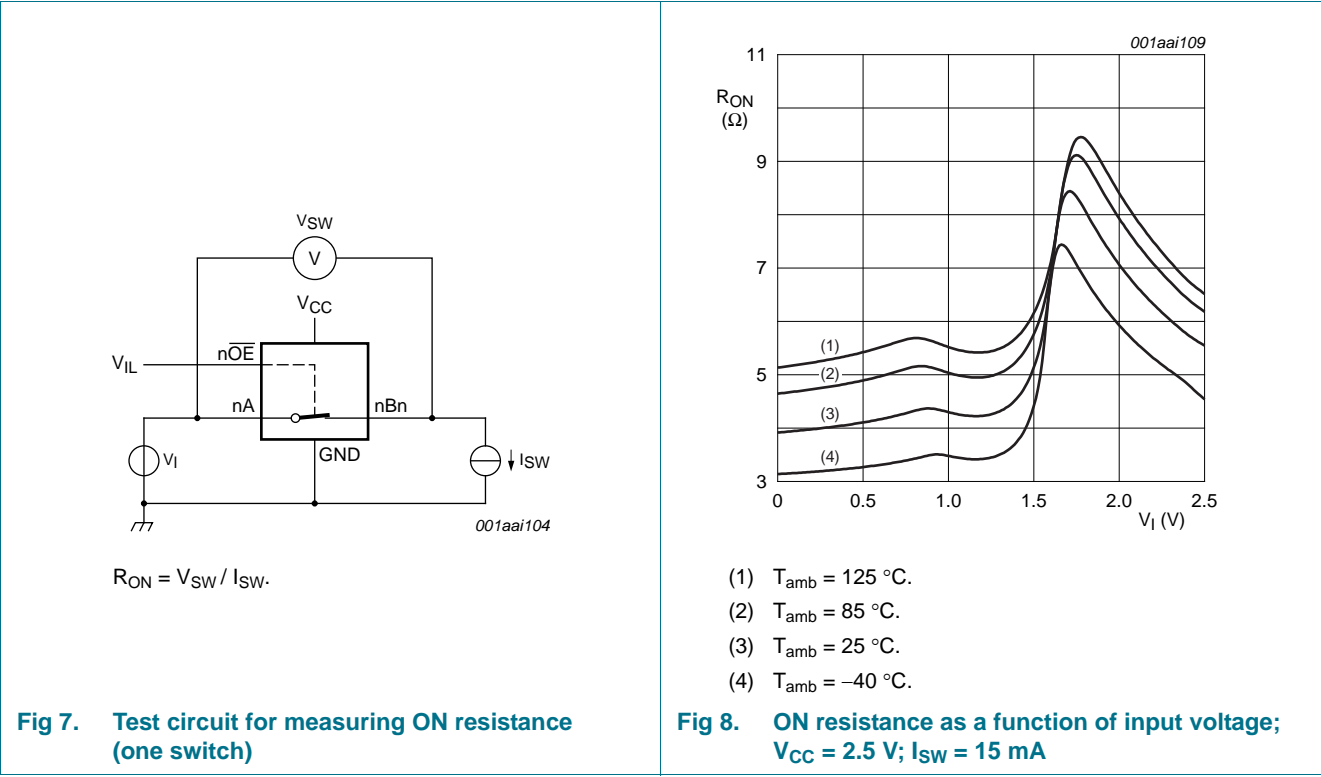 VSW
V
VCC
VIL
nOE
nA
nBn
VI
GND
ISW
001aai104
RON = VSW / ISW.
Fig 7. Test circuit for measuring ON resistance
(one switch)
001aai109
11
RON
(Ω)
9
7
5
3
(1)
(2)
(3)
(4)
0
0.5
1.0
1.5
2.0
2.5
VI (V)
(1) Tamb = 125 °C.
(2) Tamb = 85 °C.
(3) Tamb = 25 °C.
(4) Tamb = −40 °C.
Fig 8. ON resistance as a function of input voltage;
VCC = 2.5 V; ISW = 15 mA